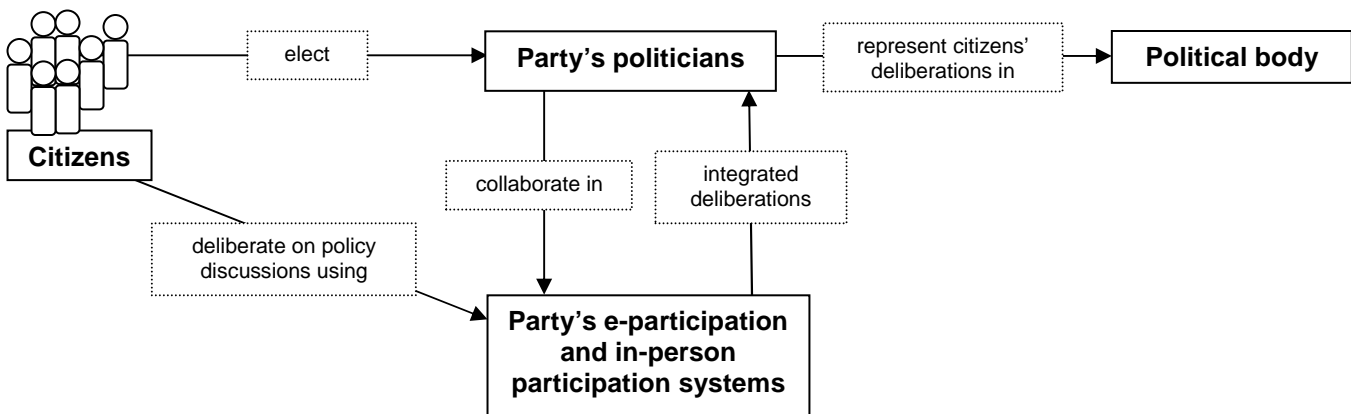 elect
Party’s politicians
represent citizens’
deliberations in
Political body
Citizens
collaborate in
integrated
deliberations
deliberate on policy
discussions using
Party’s e-participation
and in-person
participation systems